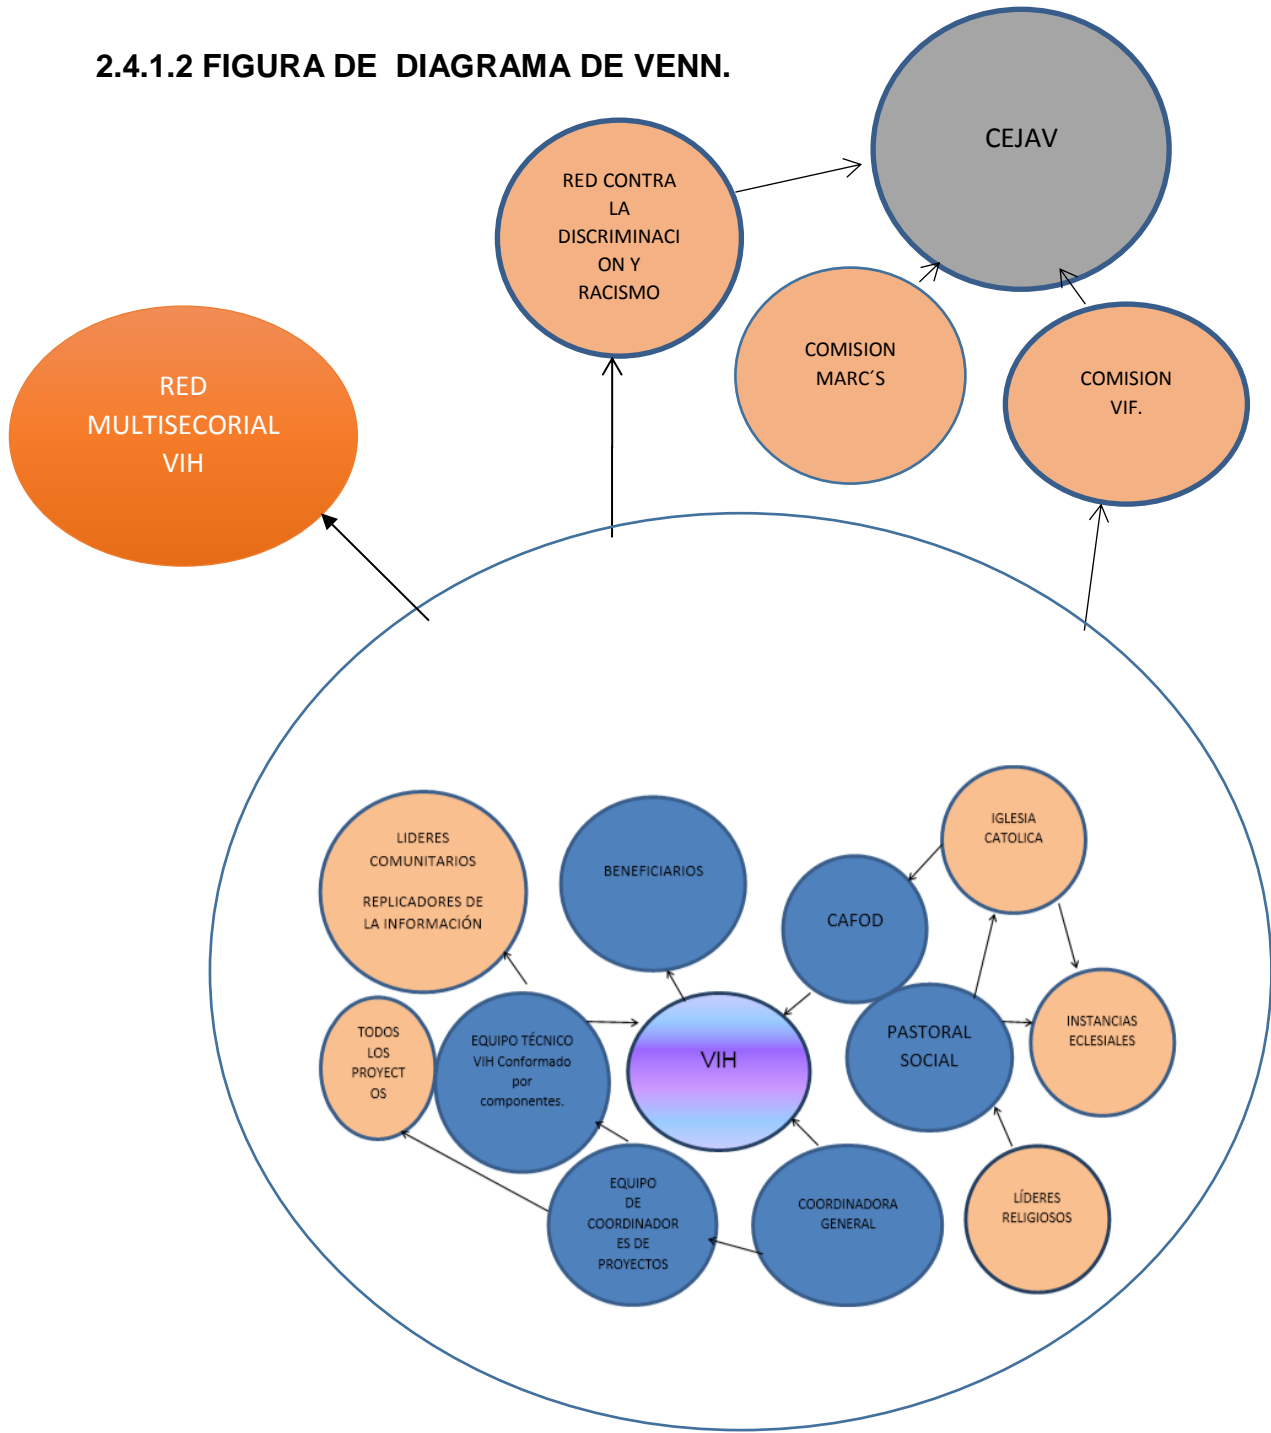 2.4.1.2 FIGURA DE DIAGRAMA DE VENN.
CEJAV
RED CONTRA
LA
DISCRIMINACI
ON Y
RACISMO
COMISION
MARC´S
COMISION
VIF.
RED
MULTISECORIAL
VIH
LIDERES
COMUNITARIOS
REPLICADORES DE
LA INFORMACIÓN
BENEFICIARIOS
CAFOD
IGLESIA
CATOLICA
TODOS
LOS
PROYECT
OS
EQUIPO TÉCNICO
VIH Conformado
por
componentes.
VIH
PASTORAL
SOCIAL
INSTANCIAS
ECLESIALES
EQUIPO
DE
COORDINADOR
ES DE
PROYECTOS
COORDINADORA
GENERAL
LÍDERES
RELIGIOSOS